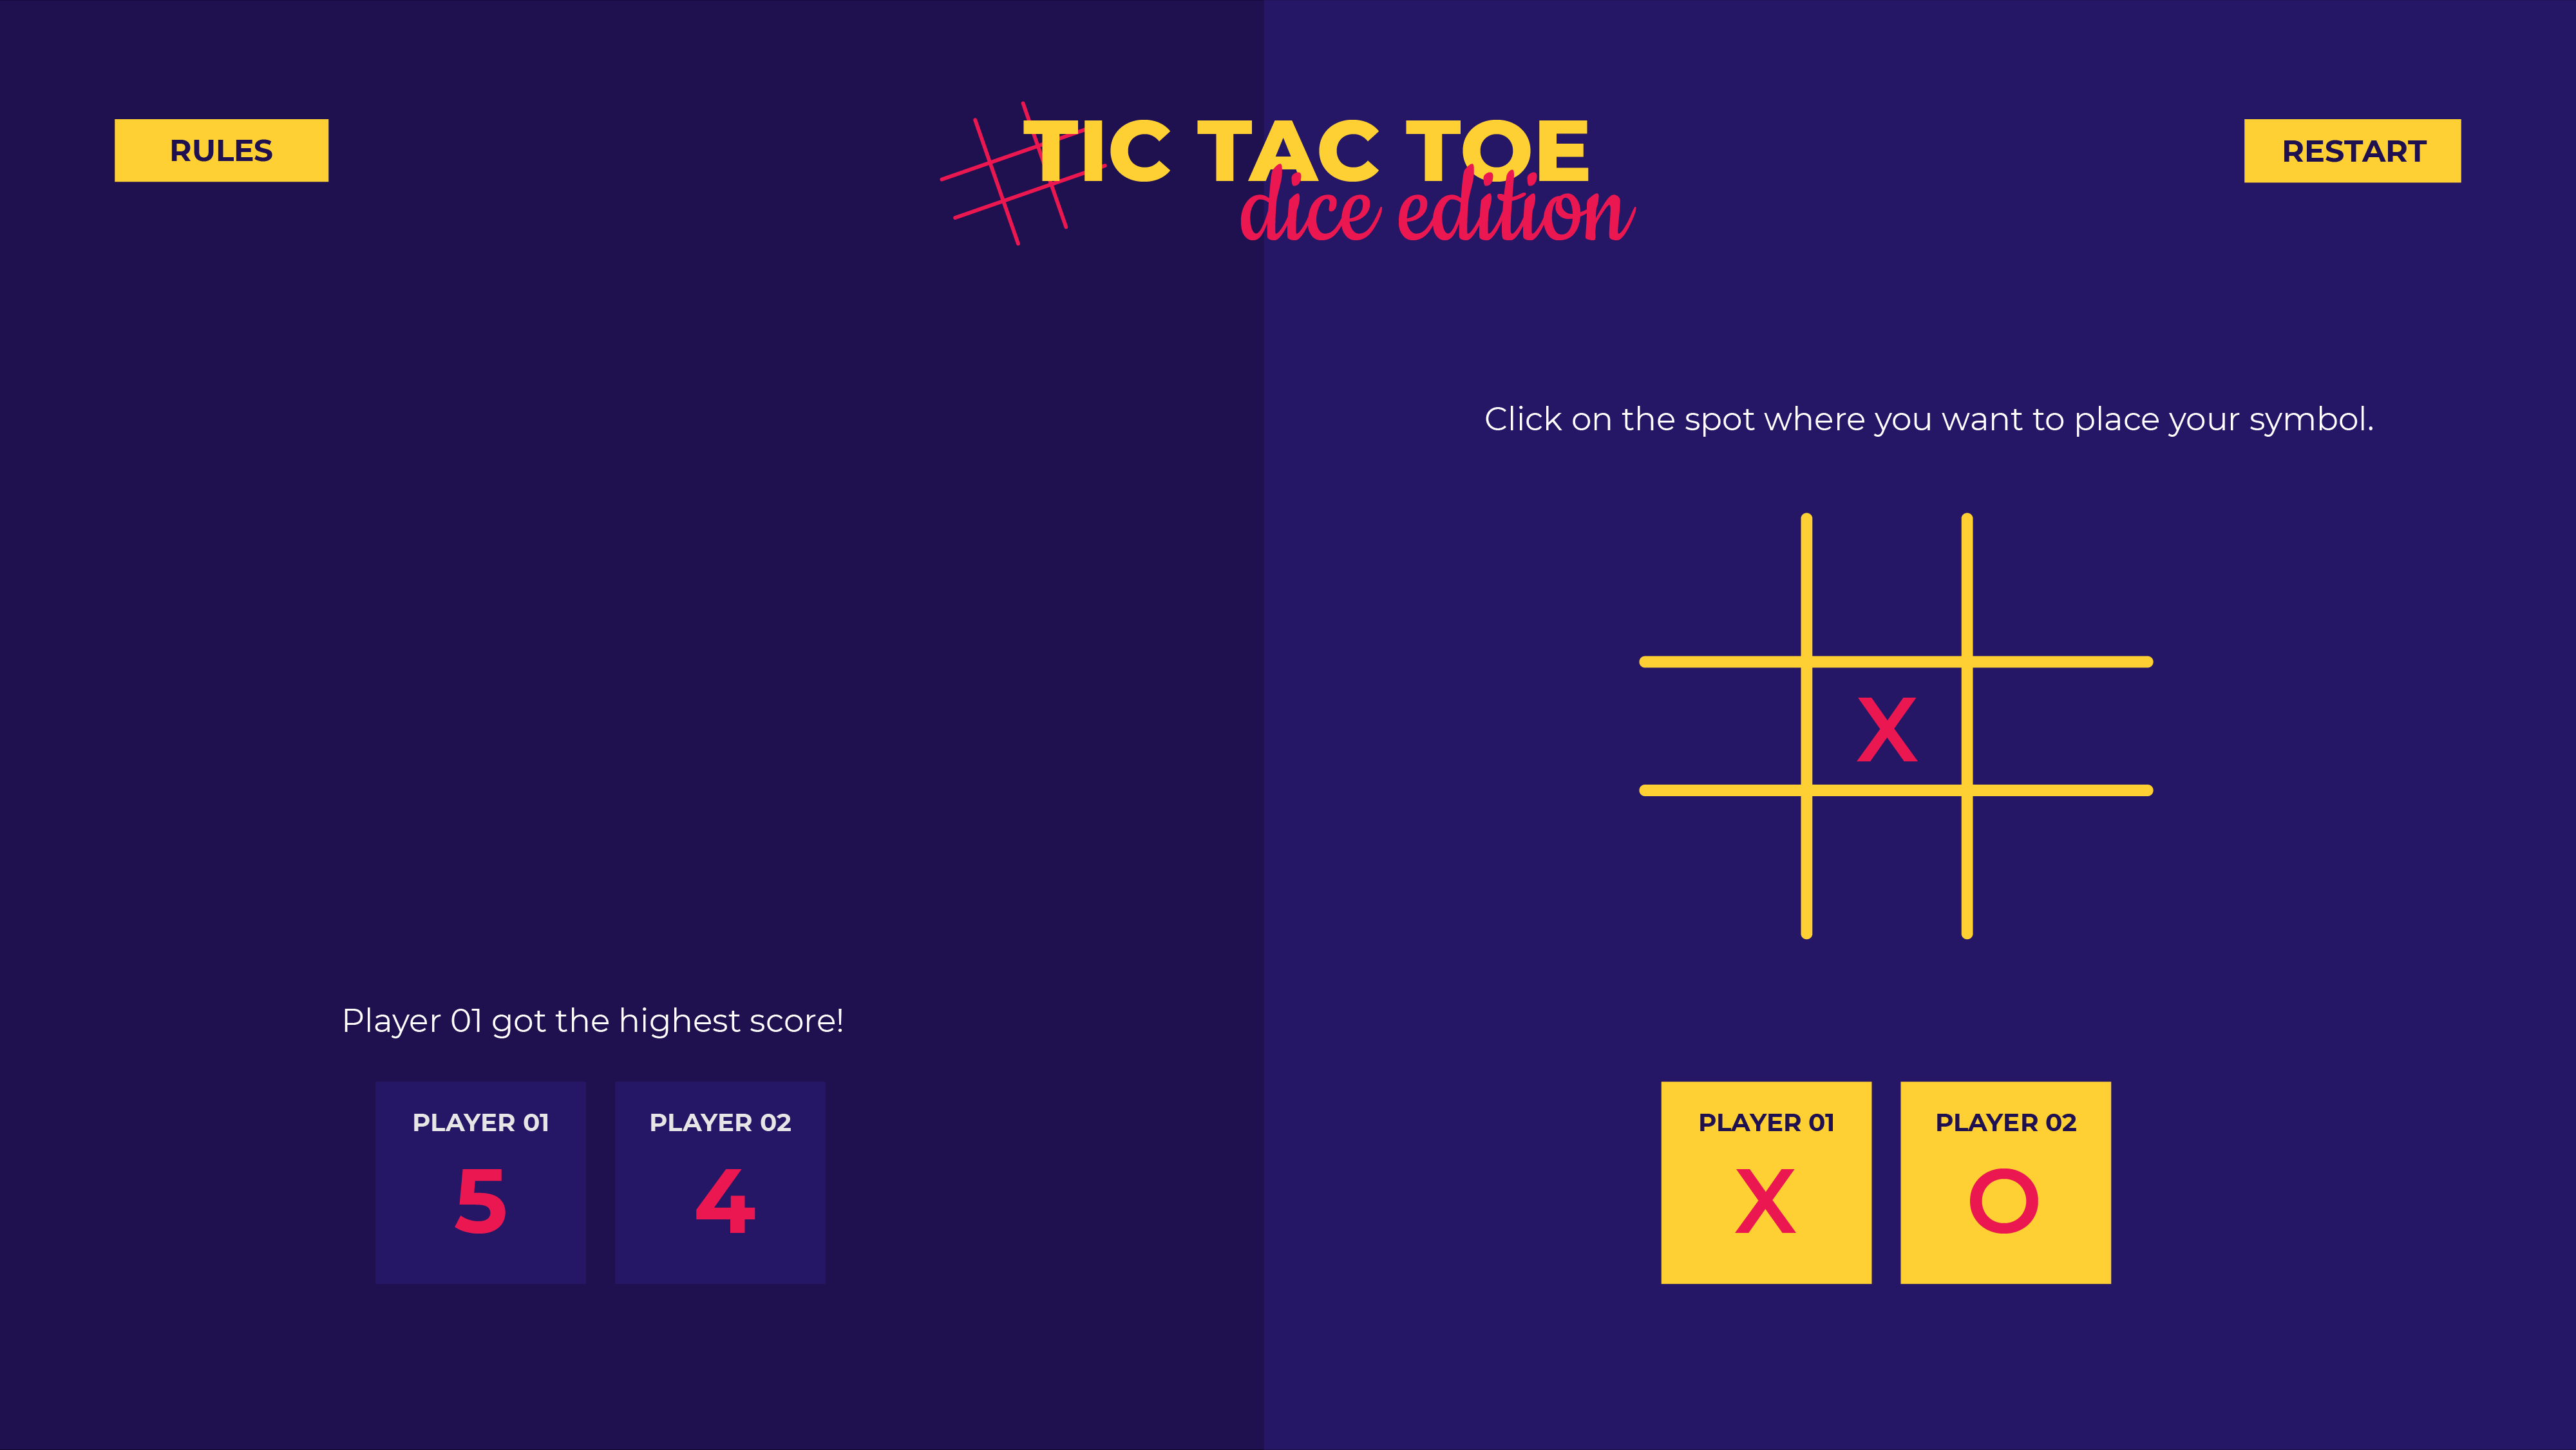 RULES
TIC TAC TOE
dice edition
RESTART
Click on the spot where you want to place your symbol.
X
Player 01 got the highest score!
PLAYER 01
5
PLAYER 02
4
PLAYER 01
X
PLAYER 02
O